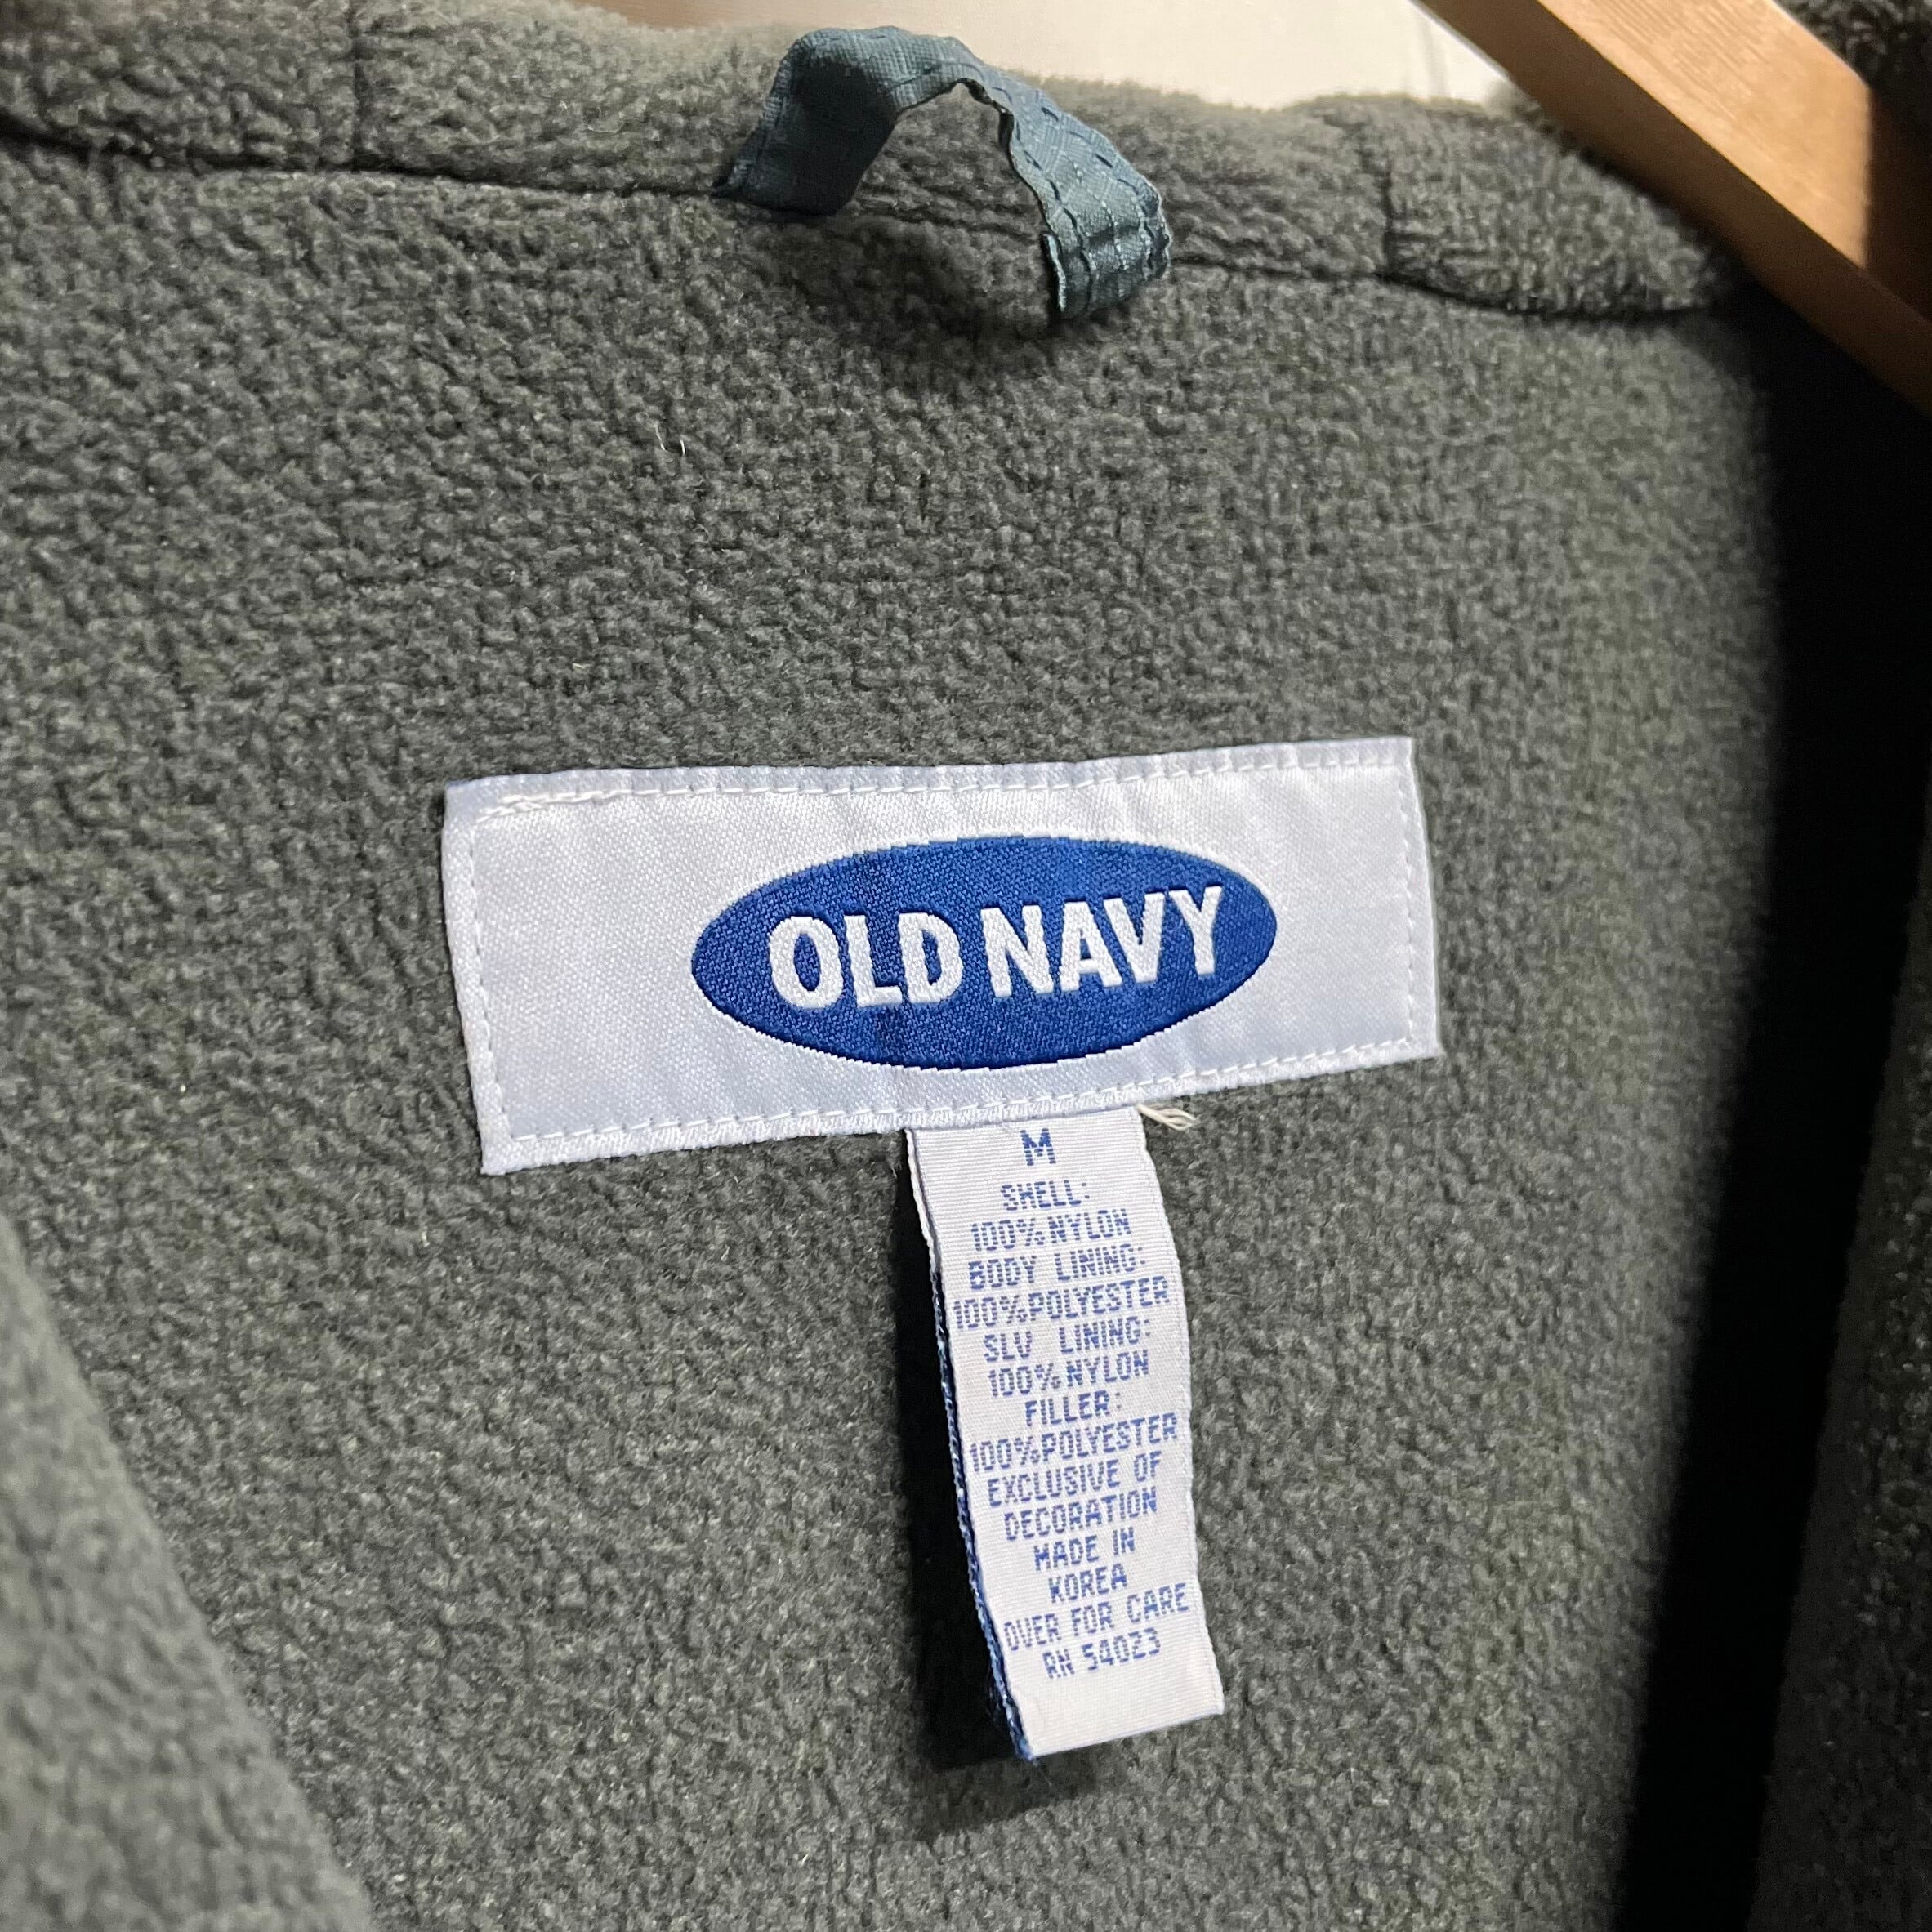 OLD NAVY
M
SHELL:
100% NYLON
BODY LINING:
100%POLYESTER
SLV LINING:
100% NYLON
FILLER:
100%POLYESTER
EXCLUSIVE OF
DECORATION
MADE IN
KOREA
OVER FOR CARE
RN 54023